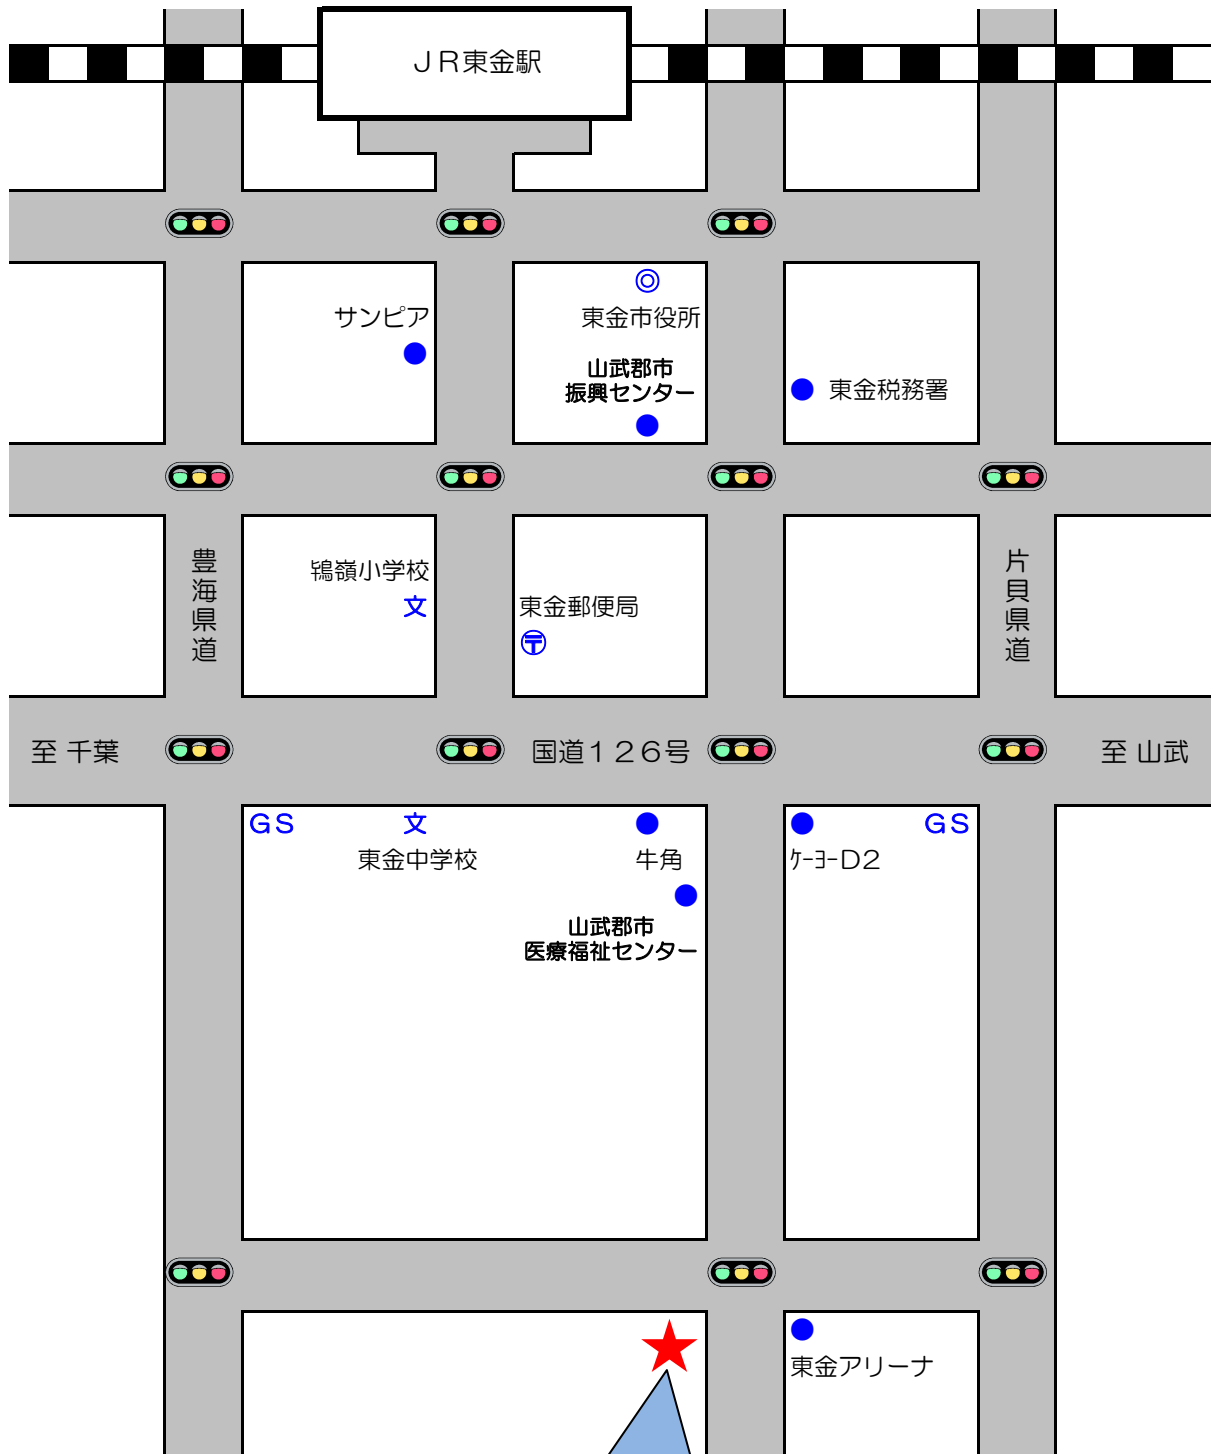 ＪＲ東金駅
◎
サンピア
東金市役所
山武郡市
振興センター
東金税務署
豊海県道
片貝県道
鴇嶺小学校
文
東金郵便局
〒
至 千葉
国道１２６号
至 山武
ＧＳ
文
ＧＳ
東金中学校
牛角
ｹｰﾖｰＤ２
山武郡市
医療福祉センター
東金アリーナ